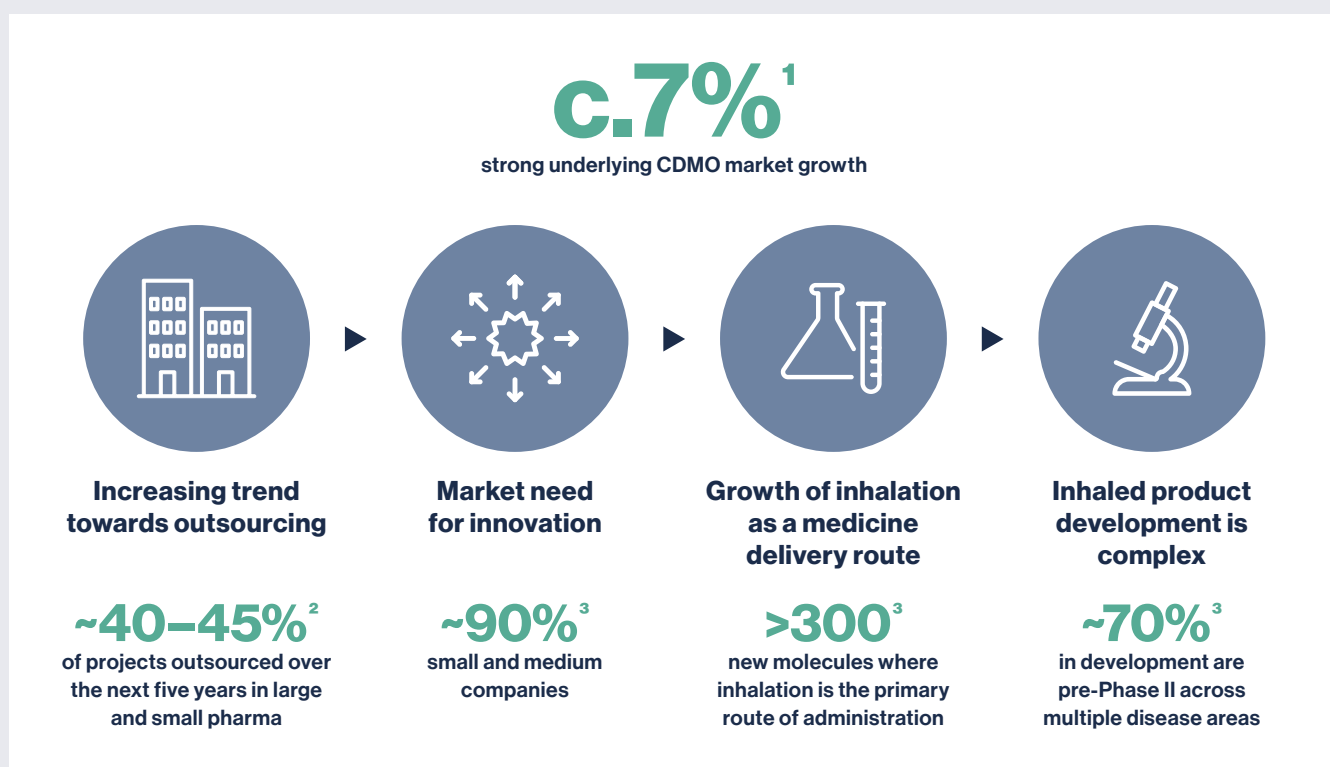 c.7%¹
strong underlying CDMO market growth
Increasing trend
towards outsourcing
~40–45%²
of projects outsourced over
the next five years in large
and small pharma
Market need
for innovation
~90%³
small and medium
companies
Growth of inhalation
as a medicine
delivery route
>300³
new molecules where
inhalation is the primary
route of administration
Inhaled product
development is
complex
~70%³
in development are
pre-Phase II across
multiple disease areas